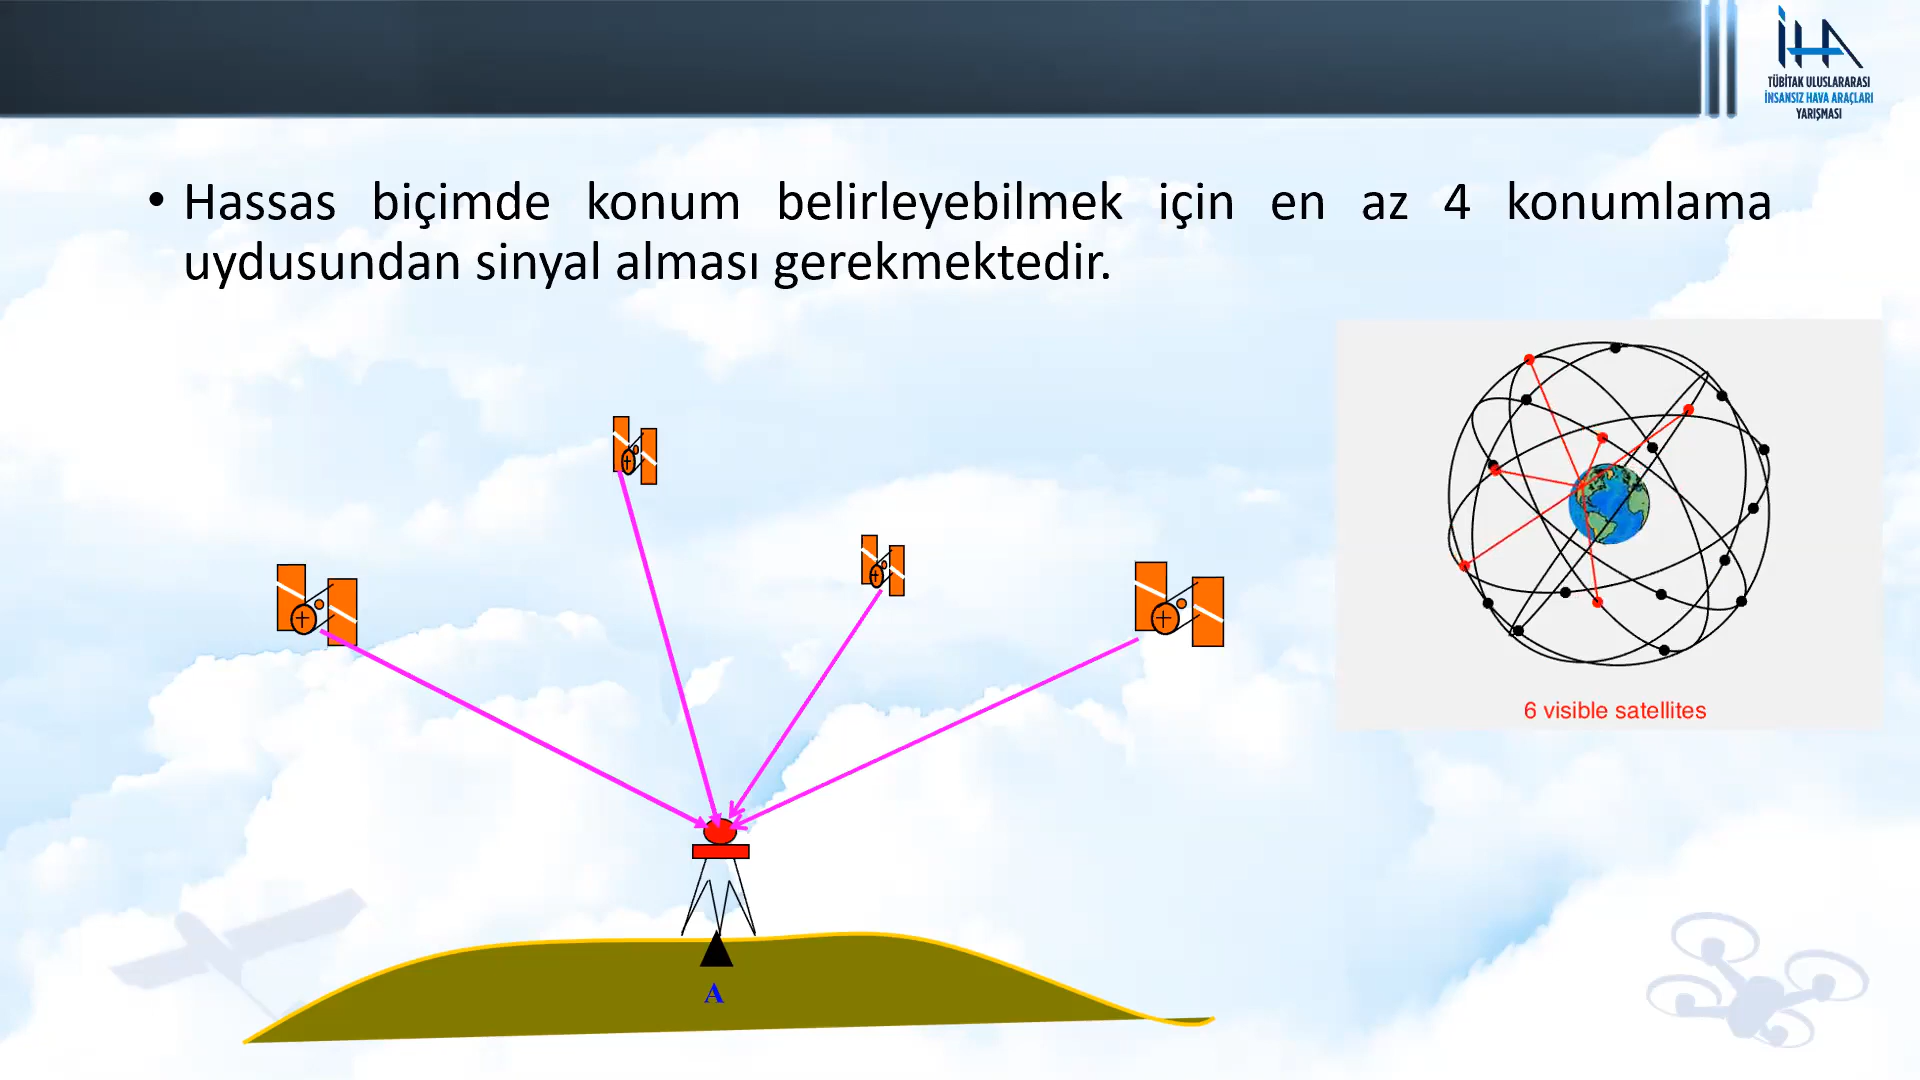 İHA
TÜBİTAK ULUSLARARASI
İNSANSIZ HAVA ARAÇLARI
YARIŞMASI
• Hassas biçimde konum belirleyebilmek için en az 4 konumlama
uydusundan sinyal alması gerekmektedir.
6 visible satellites
A